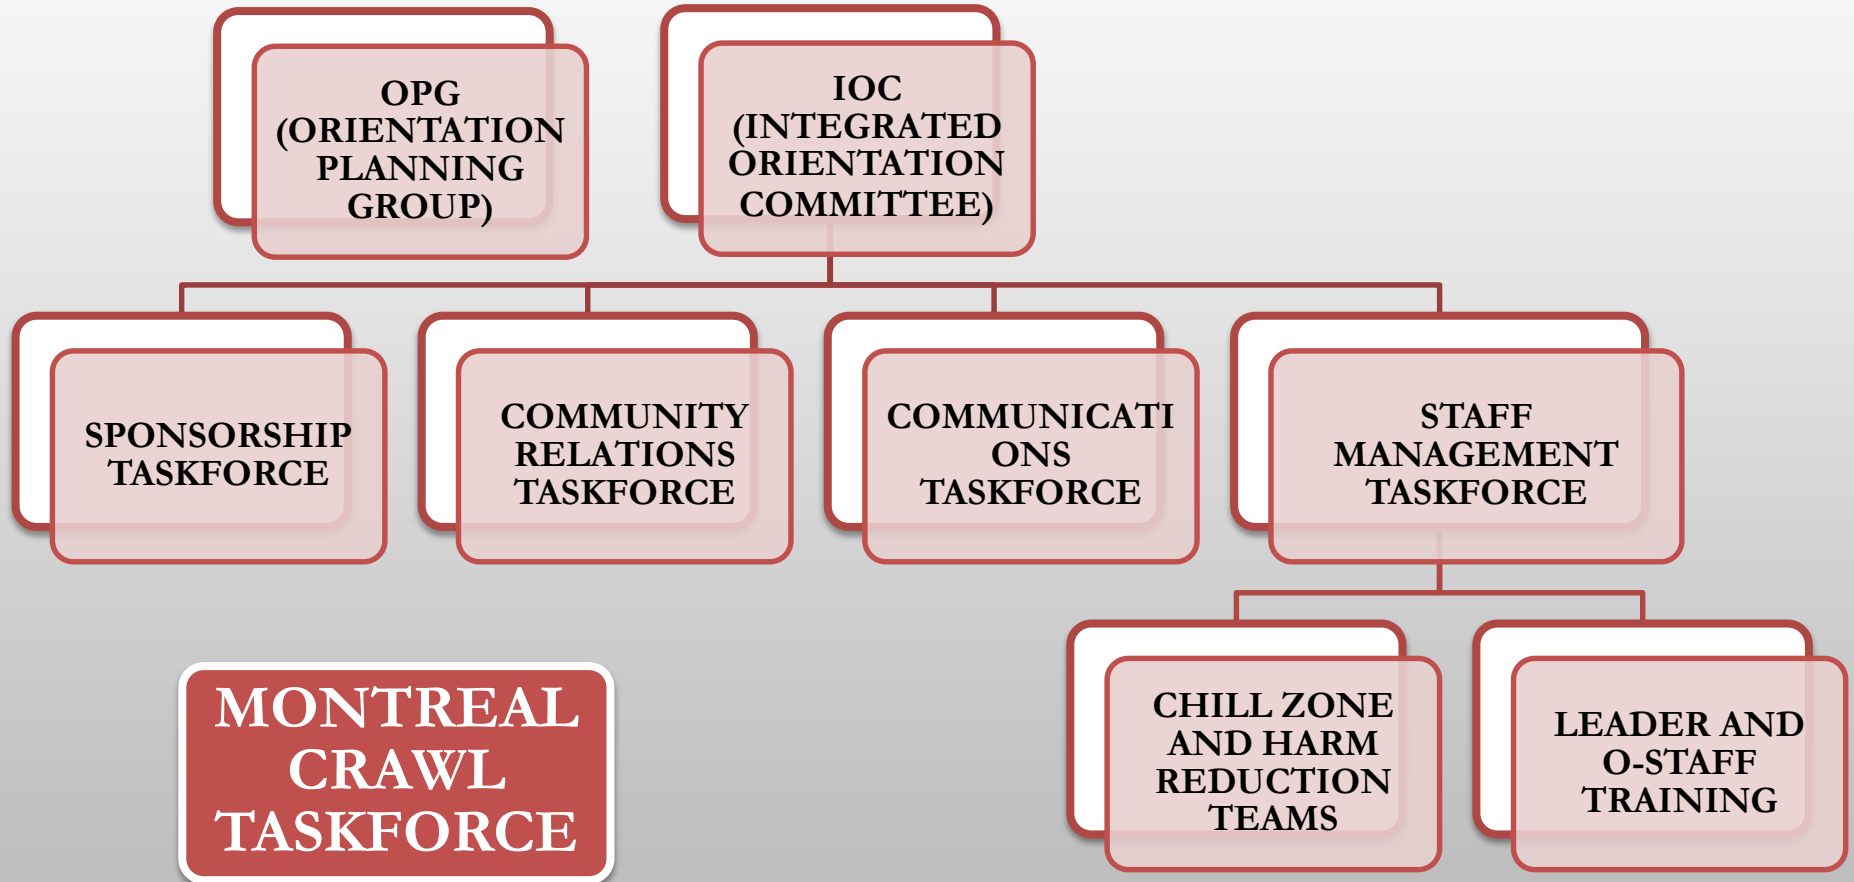 OPG
(ORIENTATION
PLANNING
GROUP)
IOC
(INTEGRATED
ORIENTATION
COMMITTEE)
SPONSORSHIP
TASKFORCE
COMMUNITY
RELATIONS
TASKFORCE
COMMUNICATI
ONS
TASKFORCE
STAFF
MANAGEMENT
TASKFORCE
CHILL ZONE
AND HARM
REDUCTION
TEAMS
LEADER AND
O-STAFF
TRAINING
MONTREAL
CRAWL
TASKFORCE